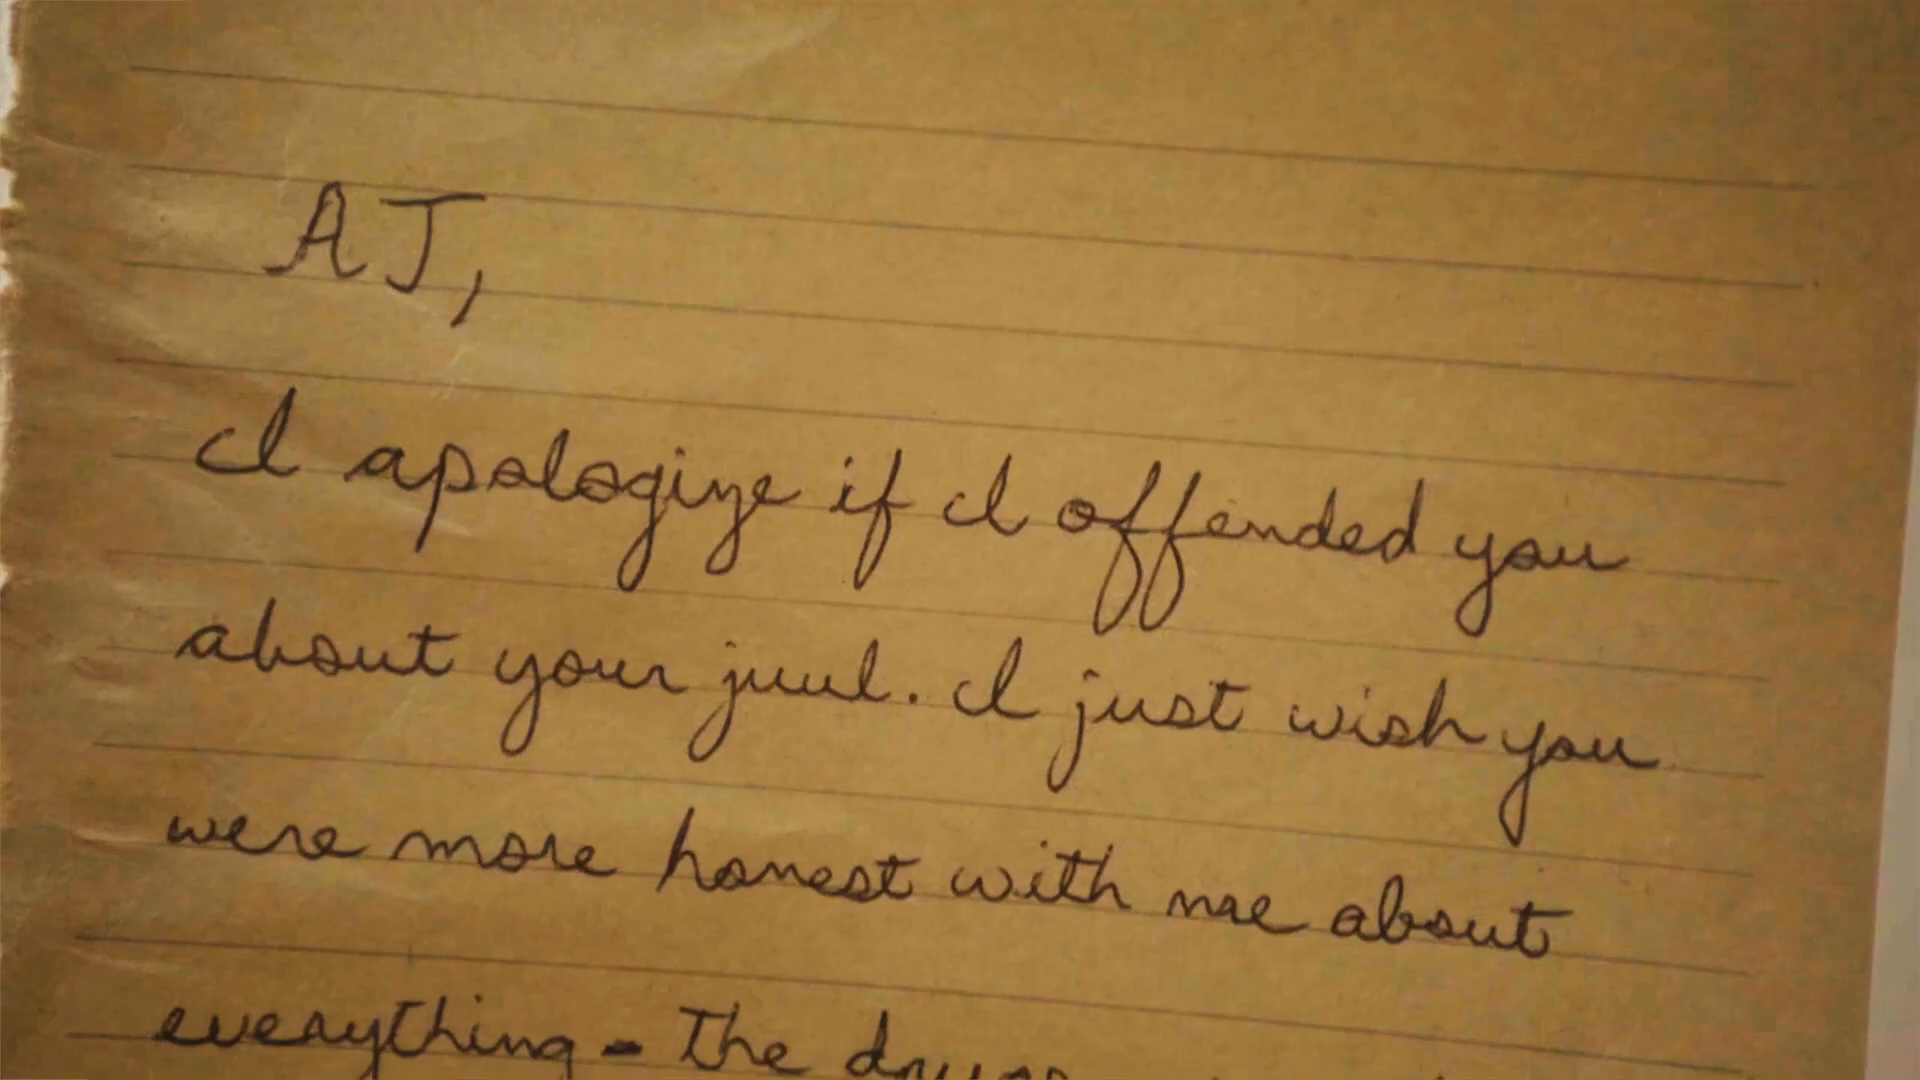 AJ,
I apologize if I offended you
about your juul. I just wish you
were more honest with me about
everything - The drugs